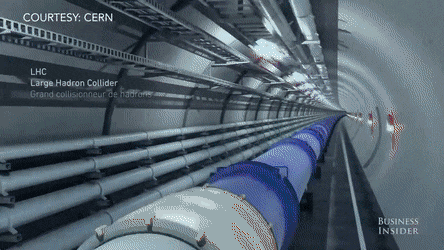 COURTESY: CERN
LHC
Large Hadron Collider
Grand collisionneur de hadrons
BUSINESS
INSIDER